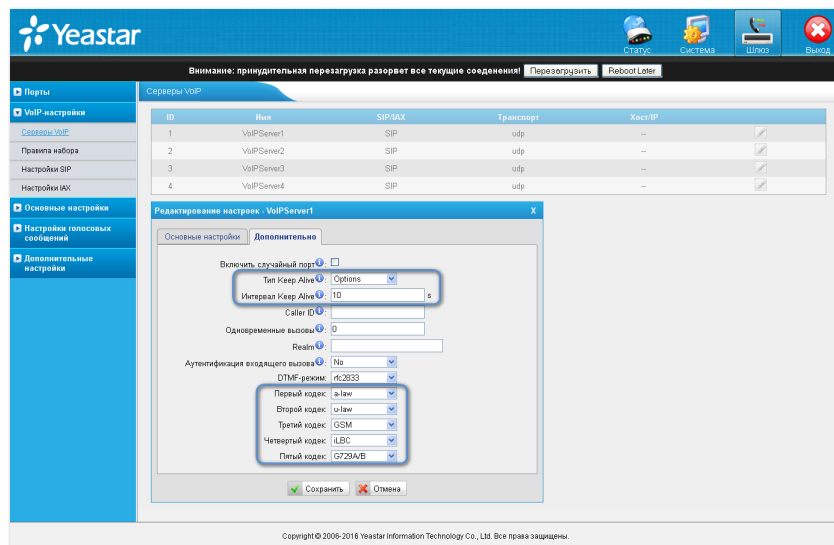 Yeastar
Статус
Система
Шлюз
Выход
Внимание: принудительная перезагрузка разорвет все текущие соеденения! Перезагрузить Reboot Later
Порты
VoIP-настройки
Серверы VoIP
Правила набора
Настройки SIP
Настройки IAX
Основные настройки
Настройки голосовых
сообщений
Дополнительные
настройки
Серверы VoIP
ID Имя SIP/IAX Транспорт Хост/IP
1 VoIPServer1 SIP udp --
2 VoIPServer2 SIP udp --
3 VoIPServer3 SIP udp --
4 VoIPServer4 SIP udp --
Редактирование настроек - VoIPServer1 X
Основные настройки Дополнительно
Включить случайный порт:
Тип Keep Alive: Options
Интервал Keep Alive: 10 s
Caller ID:
Одновременные вызовы: 0
Realm:
Аутентификация входящего вызова: No
DTMF-режим: rfc2833
Первый кодек: a-law
Второй кодек: u-law
Третий кодек: GSM
Четвертый кодек: iLBC
Пятый кодек: G729A/B
Сохранить Отмена
Copyright © 2006-2016 Yeastar Information Technology Co., Ltd. Все права защищены.